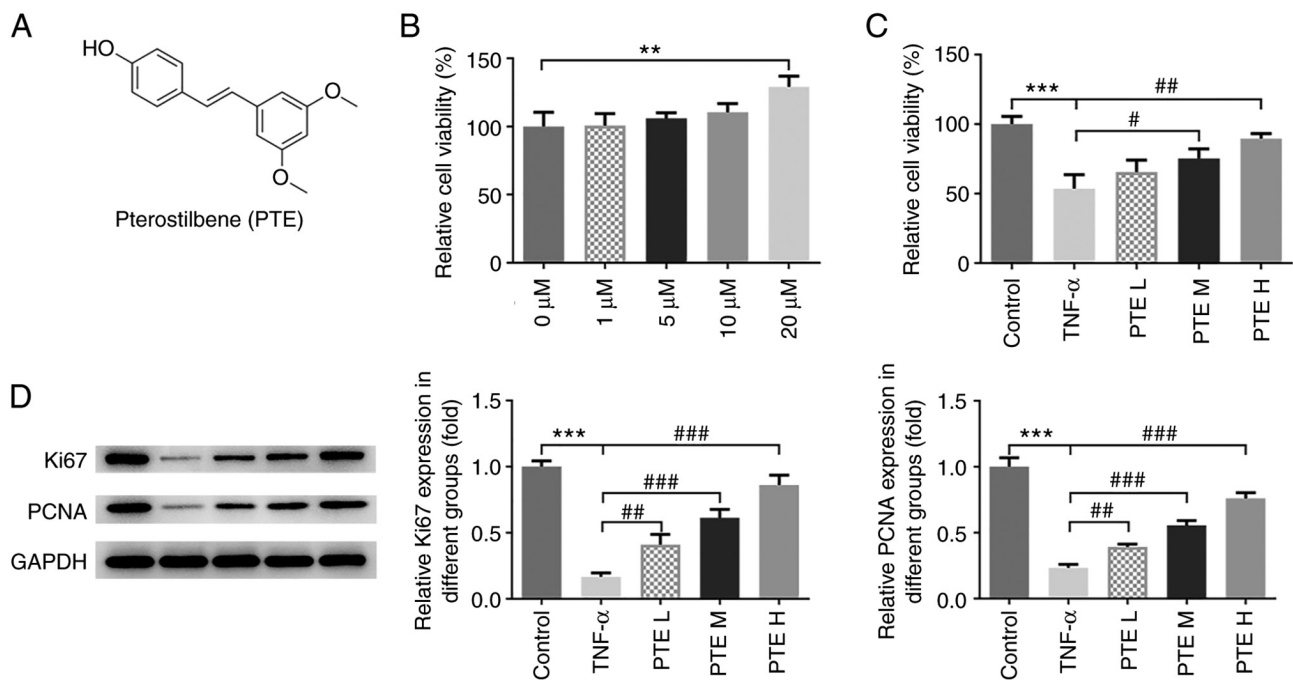 A
HO
O
O
Pterostilbene (PTE)
B
Relative cell viability (%)
150
100
50
0
**
0 μM
1 μM
5 μM
10 μM
20 μM
C
Relative cell viability (%)
150
100
50
0
***
##
#
Control
TNF-α
PTE L
PTE M
PTE H
D
Ki67
PCNA
GAPDH
Relative Ki67 expression in
different groups (fold)
1.5
1.0
0.5
0.0
***
###
###
##
Control
TNF-α
PTE L
PTE M
PTE H
Relative PCNA expression in
different groups (fold)
1.5
1.0
0.5
0.0
***
###
###
##
Control
TNF-α
PTE L
PTE M
PTE H